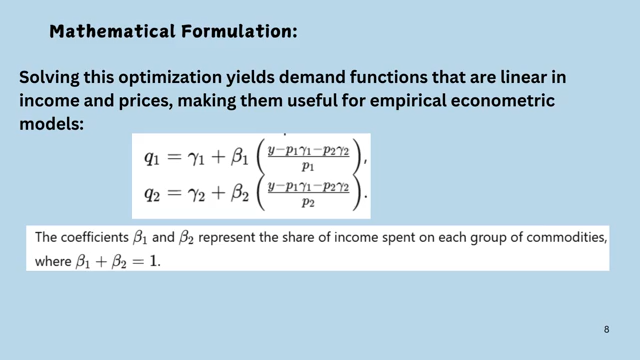 Mathematical Formulation:
Solving this optimization yields demand functions that are linear in
income and prices, making them useful for empirical econometric
models:
q₁ = γ₁ + β₁ ( (y−p₁γ₁−p₂γ₂) / p₁ ),
q₂ = γ₂ + β₂ ( (y−p₁γ₁−p₂γ₂) / p₂ ).
The coefficients β₁ and β₂ represent the share of income spent on each group of commodities,
where β₁ + β₂ = 1.
8